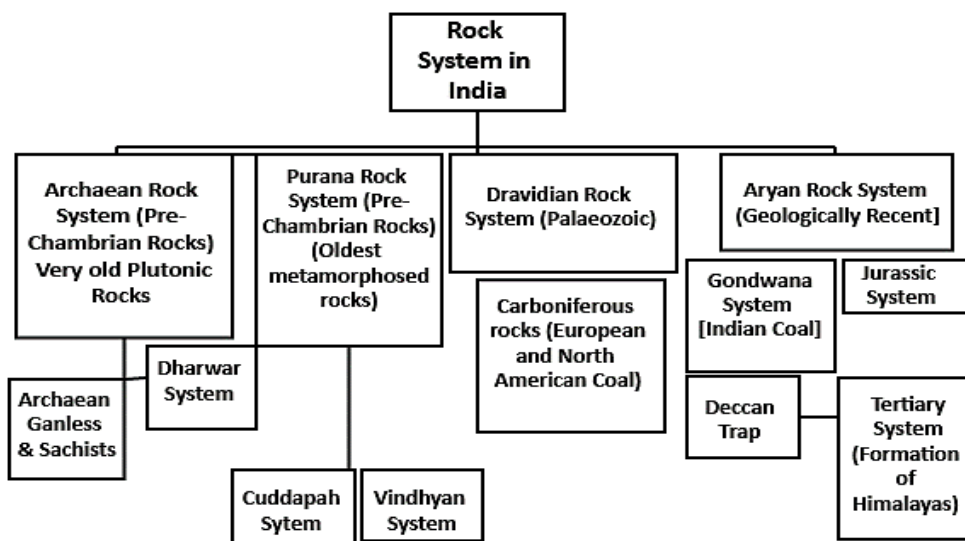 Rock
System in
India
Archaean Rock
System (Pre-
Chambrian Rocks)
Very old Plutonic
Rocks
Purana Rock
System (Pre-
Chambrian Rocks)
(Oldest
metamorphosed
rocks)
Dravidian Rock
System (Palaeozoic)
Aryan Rock System
(Geologically Recent]
Archaean
Ganless
& Sachists
Dharwar
System
Cuddapah
Sytem
Vindhyan
System
Carboniferous
rocks (European
and North
American Coal)
Gondwana
System
[Indian Coal]
Jurassic
System
Deccan
Trap
Tertiary
System
(Formation
of
Himalayas)